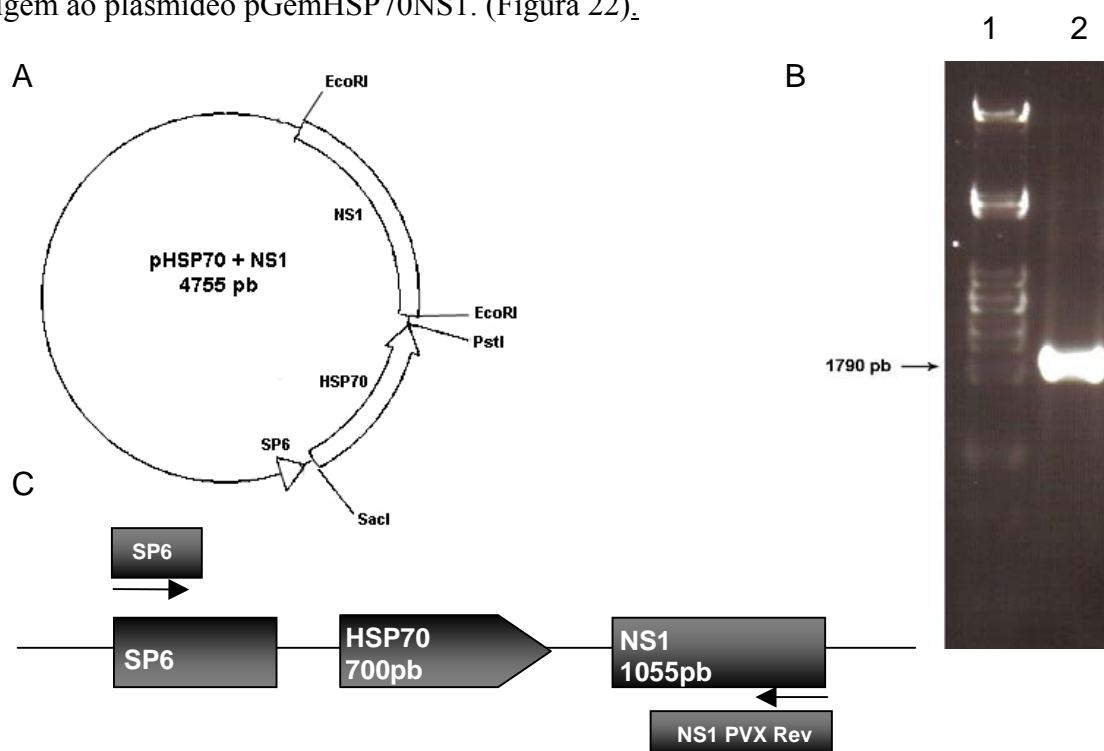 ao plasmídeo pGemHSP70NS1. (Figura 22).
1 2
A
B
EcoRI
NS1
pHSP70 + NS1
4755 pb
EcoRI
PstI
HSP70
SP6
SacI
1790 pb
C
SP6
SP6
HSP70
700pb
NS1
1055pb
NS1 PVX Rev